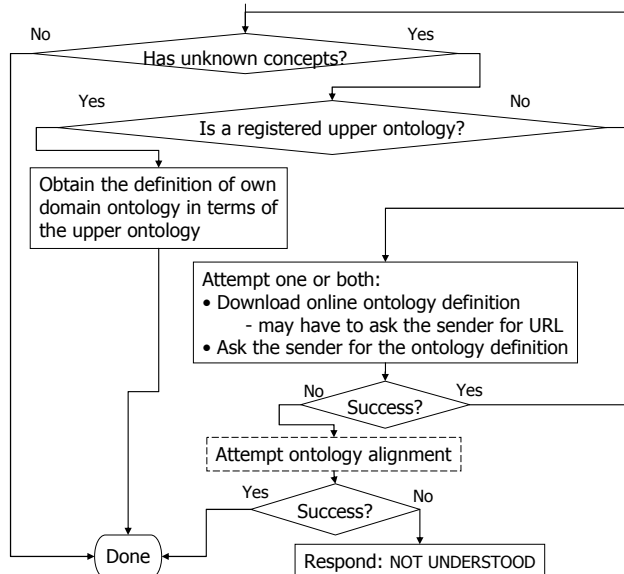 No
Yes
Has unknown concepts?
Yes
No
Is a registered upper ontology?
Obtain the definition of own
domain ontology in terms of
the upper ontology
Attempt one or both:
• Download online ontology definition
- may have to ask the sender for URL
• Ask the sender for the ontology definition
No
Yes
Success?
Attempt ontology alignment
Yes
No
Success?
Done
Respond: NOT UNDERSTOOD